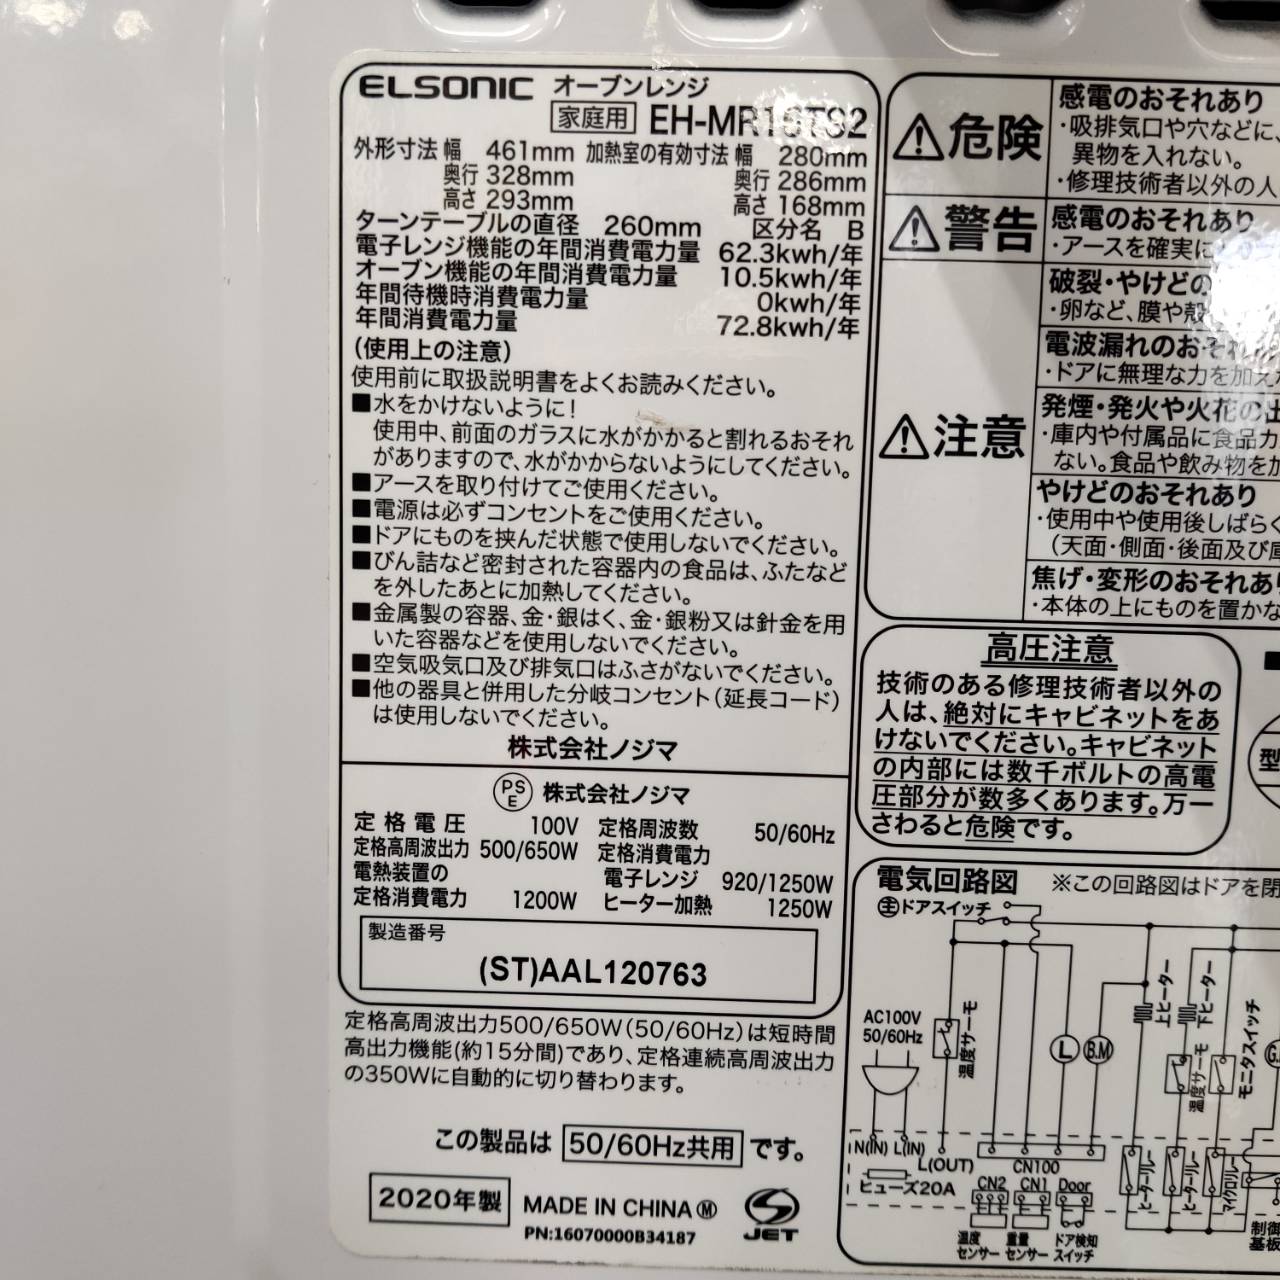 ELSONIC オーブンレンジ
家庭用
外形寸法 幅 461mm 加熱室の有効寸法 幅 280mm
奥行 328mm 奥行 286mm
高さ 293mm 高さ 168mm
ターンテーブルの直径 260mm 区分名 B
電子レンジ機能の年間消費電力量 62.3kwh/年
オーブン機能の年間消費電力量 10.5kwh/年
年間待機時消費電力量 0kwh/年
年間消費電力量 72.8kwh/年
(使用上の注意)
使用前に取扱説明書をよくお読みください。
■水をかけないように!
使用中、前面のガラスに水がかかると割れるおそれ
がありますので、水がかからないようにしてください。
■アースを取り付けてご使用ください。
■電源は必ずコンセントをご使用ください。
■ドアにものを挟んだ状態で使用しないでください。
■びん詰など密封された容器内の食品は、ふたなど
を外したあとに加熱してください。
■金属製の容器、金・銀はく、金・銀粉又は針金を用
いた容器などを使用しないでください。
■空気吸気口及び排気口はふさがないでください。
■他の器具と併用した分岐コンセント(延長コード)
は使用しないでください。
株式会社ノジマ
PSE 株式会社ノジマ
定格電圧 100V 定格周波数 50/60Hz
定格高周波出力 500/650W 定格消費電力
電熱装置の 電子レンジ 920/1250W
定格消費電力 1200W ヒーター加熱 1250W
製造番号
(ST)AAL120763
定格高周波出力500/650W(50/60Hz)は短時間
高出力機能(約15分間)であり、定格連続高周波出力
の350Wに自動的に切り替わります。
この製品は 50/60Hz共用 です。
2020年製 MADE IN CHINA Ⓜ
PN:16070000B34187
JET
⚠危険
感電のおそれあり
・吸排気口や穴などに、
異物を入れない。
・修理技術者以外の人
⚠警告
感電のおそれあり
・アースを確実に
⚠注意
破裂・やけどの
・卵など、膜や殻
電波漏れのおそれ
・ドアに無理な力を加え
発煙・発火や火花の出
・庫内や付属品に食品カ
ない。食品や飲み物を加
やけどのおそれあり
・使用中や使用後しばらく
(天面・側面・後面及び庫
焦げ・変形のおそれあり
・本体の上にものを置かな
高圧注意
技術のある修理技術者以外の
人は、絶対にキャビネットをあ
けないでください。キャビネット
の内部には数千ボルトの高電
圧部分が数多くあります。万一
さわると危険です。
型
電気回路図 ※この回路図はドアを閉
主 ドアスイッチ
AC100V
50/60Hz
温度サーモ
L
B.M
上ヒーター
下ヒーター
温度サーモ
モニタスイッチ
N(IN) L(IN)
L(OUT)
ヒューズ20A
CN100
CN2 CN1 Door
温度センサー
重量センサー
ドア検知スイッチ
ヒータリレー
ヒータリレー
マイクロリレー
制御
基板